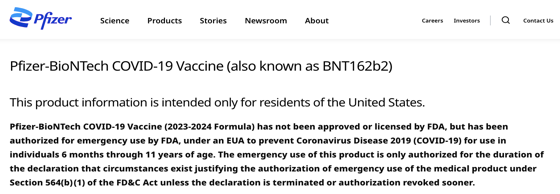 Pfizer
Science Products Stories Newsroom About
Careers Investors Contact Us
Pfizer-BioNTech COVID-19 Vaccine (also known as BNT162b2)
This product information is intended only for residents of the United States.
Pfizer-BioNTech COVID-19 Vaccine (2023-2024 Formula) has not been approved or licensed by FDA, but has been
authorized for emergency use by FDA, under an EUA to prevent Coronavirus Disease 2019 (COVID-19) for use in
individuals 6 months through 11 years of age. The emergency use of this product is only authorized for the duration of
the declaration that circumstances exist justifying the authorization of emergency use of the medical product under
Section 564(b)(1) of the FD&C Act unless the declaration is terminated or authorization revoked sooner.